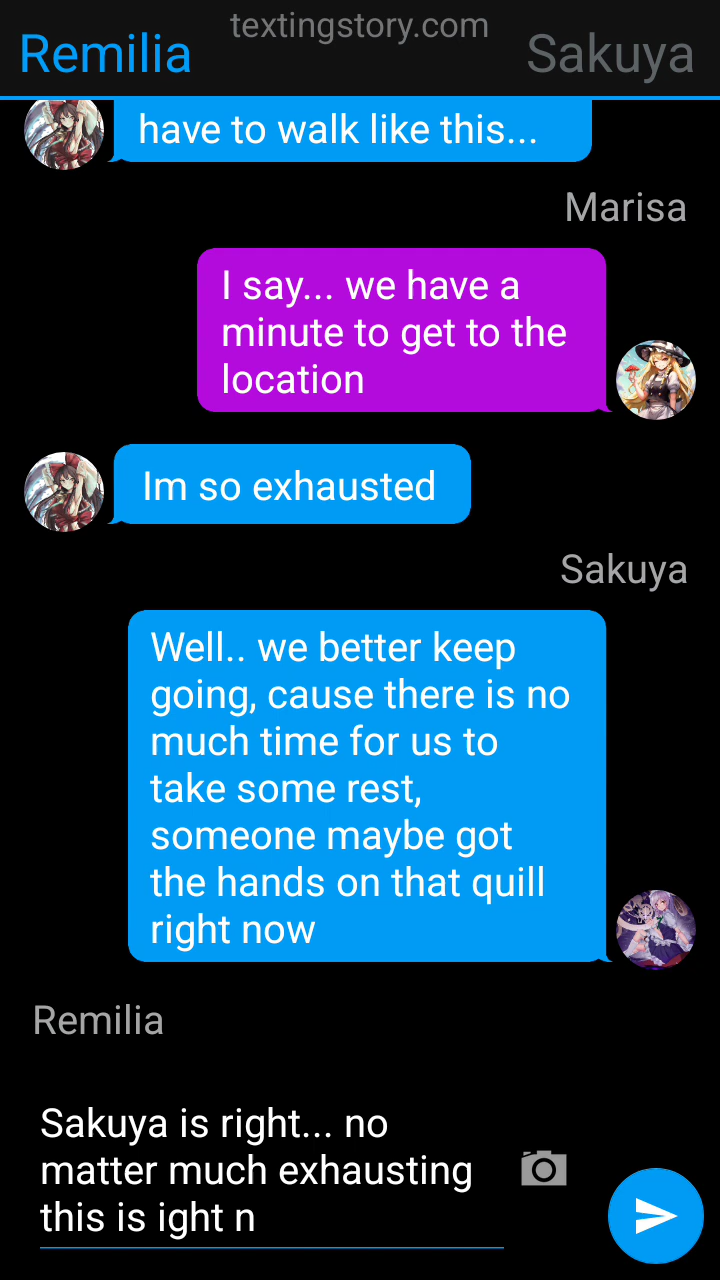 textingstory.com
Remilia
Sakuya
have to walk like this...
Marisa
I say... we have a
minute to get to the
location
Im so exhausted
Sakuya
Well.. we better keep
going, cause there is no
much time for us to
take some rest,
someone maybe got
the hands on that quill
right now
Remilia
Sakuya is right... no
matter much exhausting
this is ight n